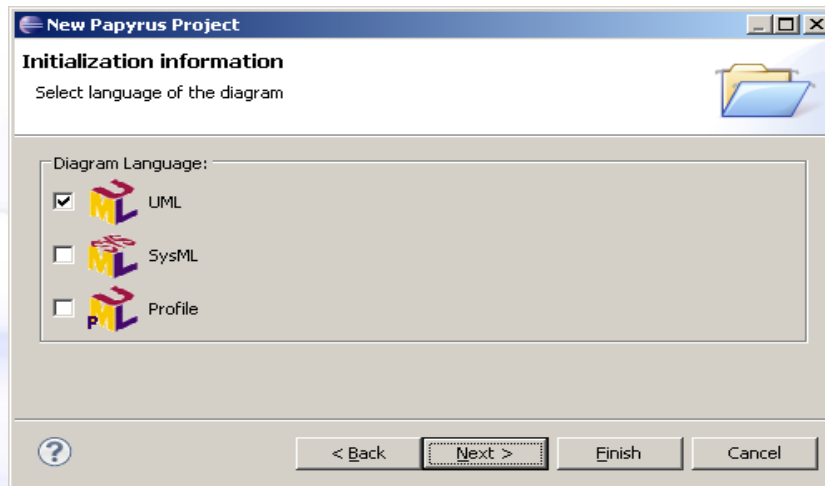 New Papyrus Project
Initialization information
Select language of the diagram
Diagram Language:
UML
SysML
Profile
?
< Back
Next >
Finish
Cancel